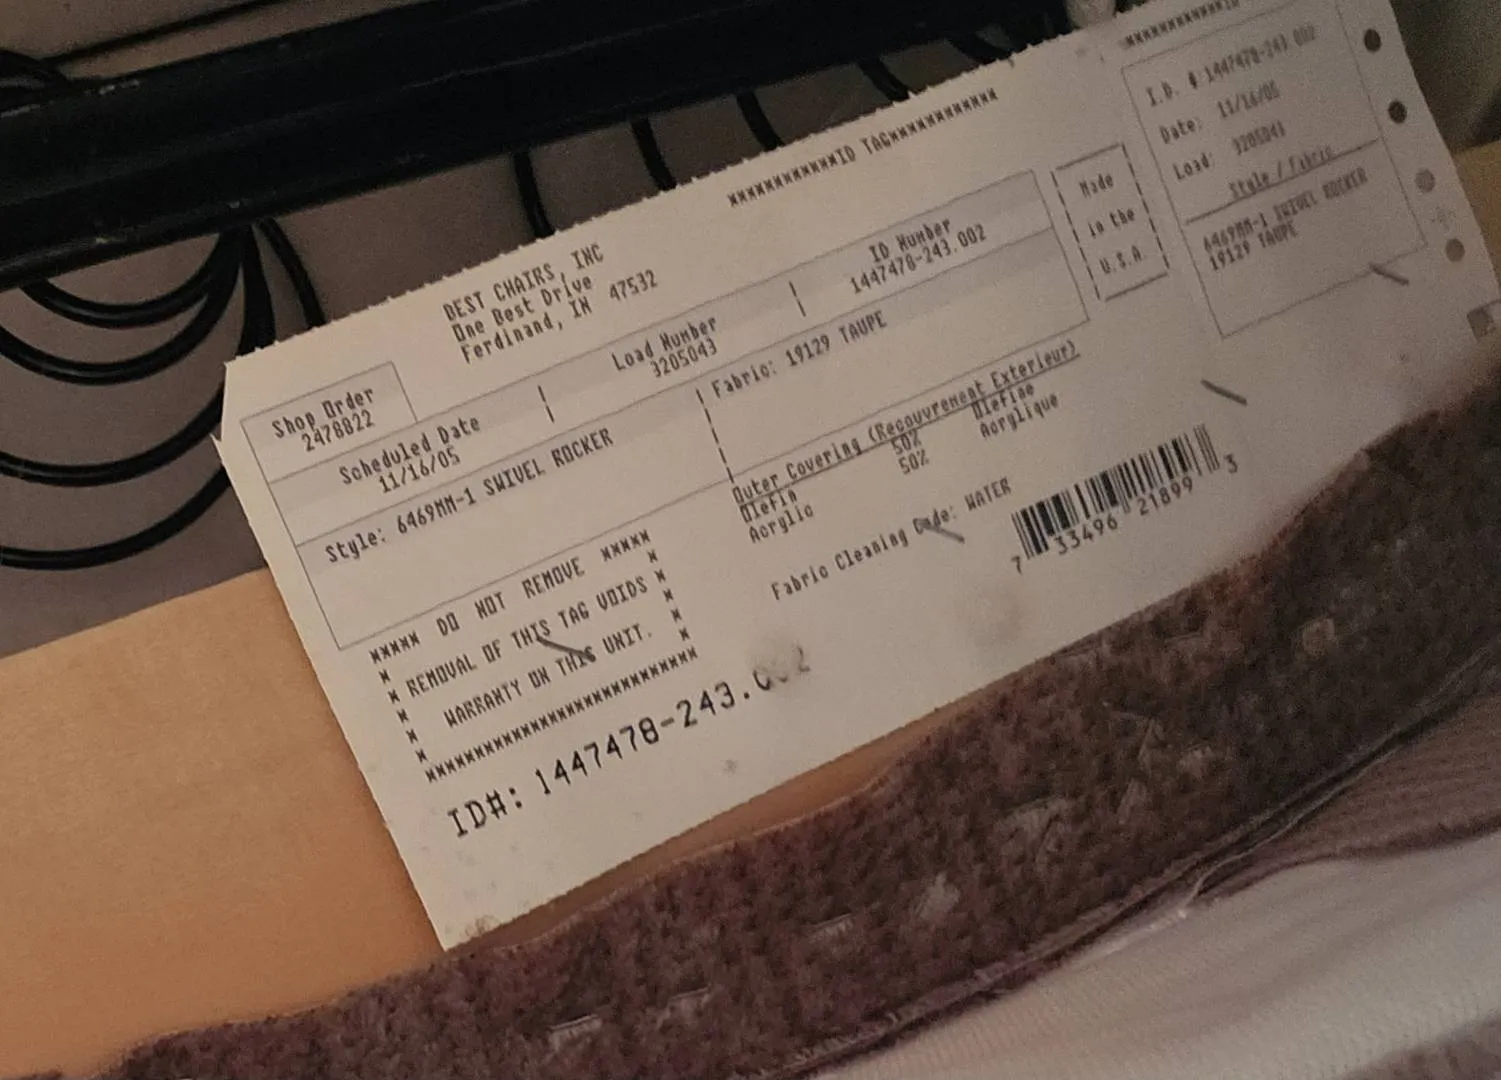 ************ID TAG************
BEST CHAIRS, INC
One Best Drive
Ferdinand, IN 47532
Shop Order
2478822
Scheduled Date
11/16/05
Load Number
3205043
ID Number
1447478-243.002
Style: 6469MM-1 SWIVEL ROCKER
Fabric: 19129 TAUPE
Made
in the
U.S.A.
Outer Covering (Recouvrement Exterieur)
Olefin 50% Olefine
Acrylic 50% Acrylique
Fabric Cleaning Code: WATER
7 33496 21899 3
***** DO NOT REMOVE *****
* REMOVAL OF THIS TAG VOIDS *
* WARRANTY ON THIS UNIT. *
ID#: 1447478-243.002
I.D. # 1447478-243.002
Date: 11/16/05
Load: 3205043
Style / Fabric
6469MM-1 SWIVEL ROCKER
19129 TAUPE